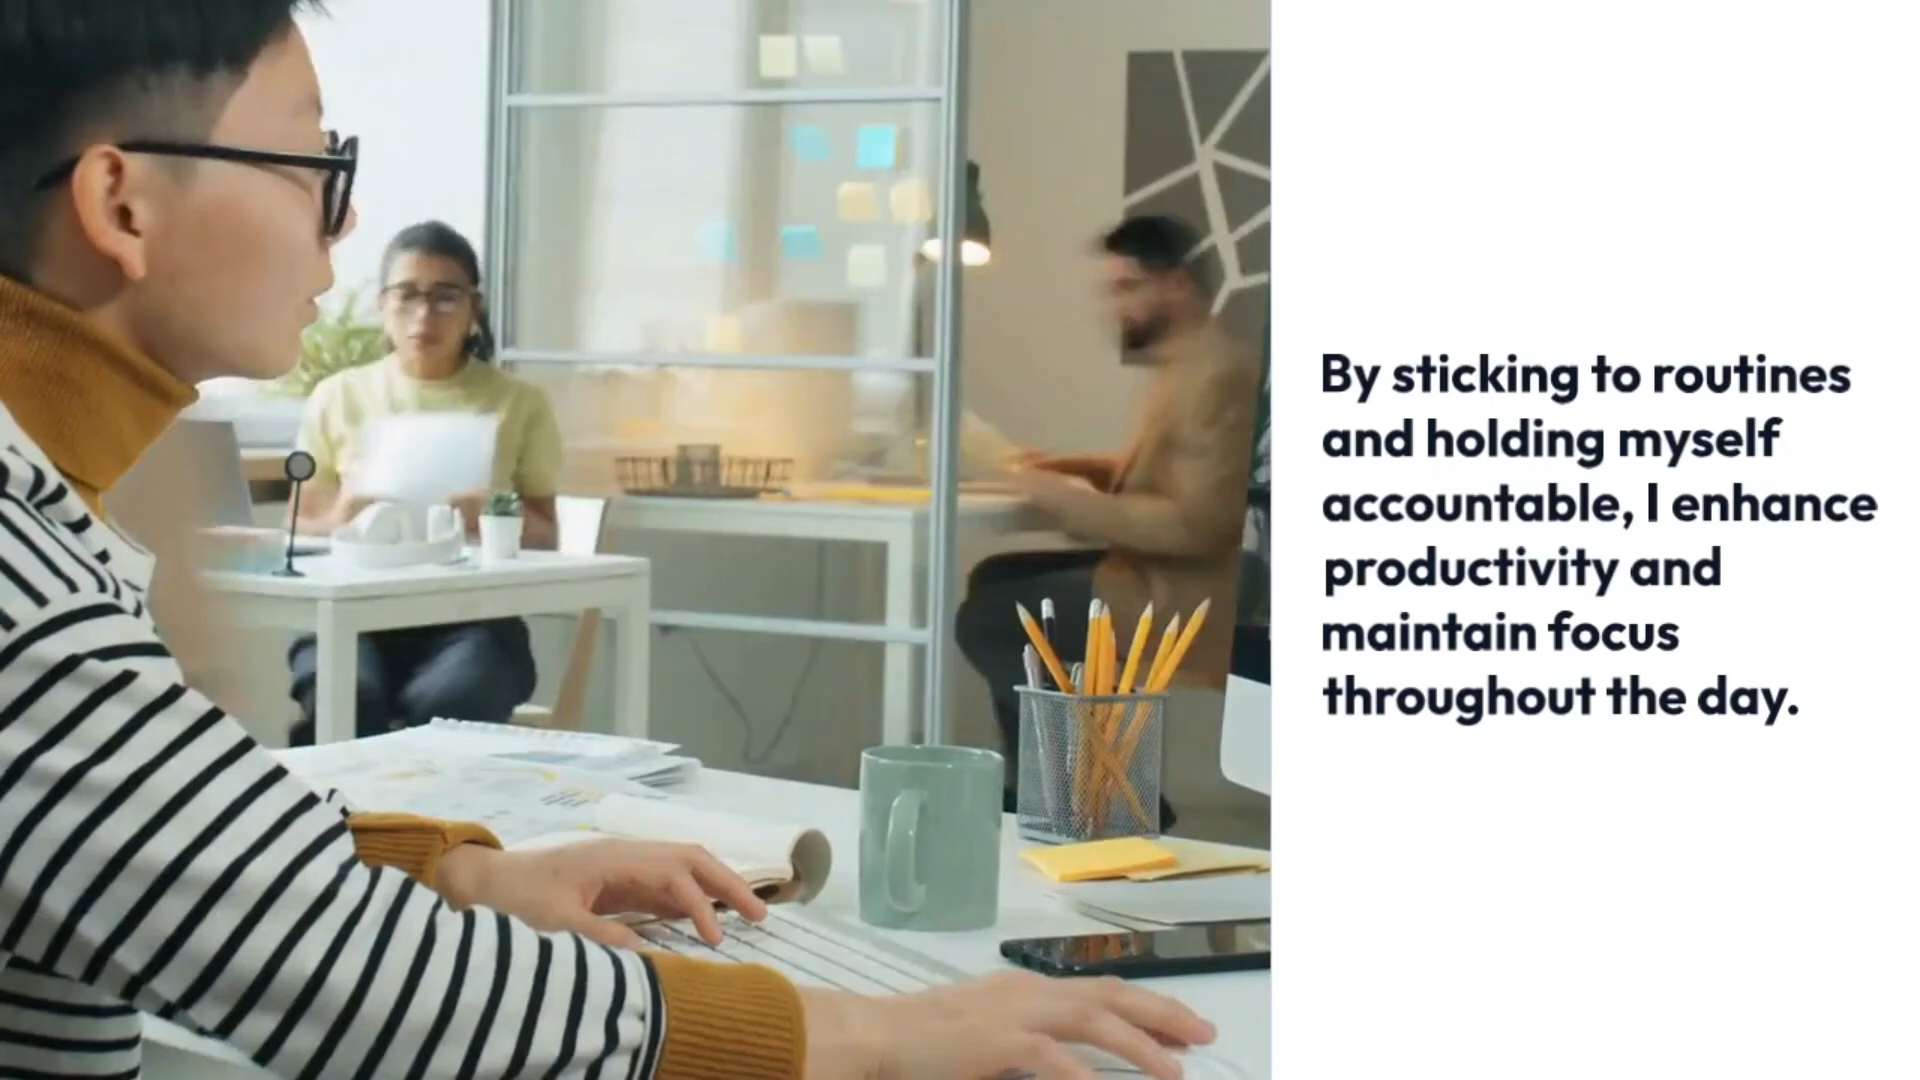 By sticking to routines
and holding myself
accountable, I enhance
productivity and
maintain focus
throughout the day.